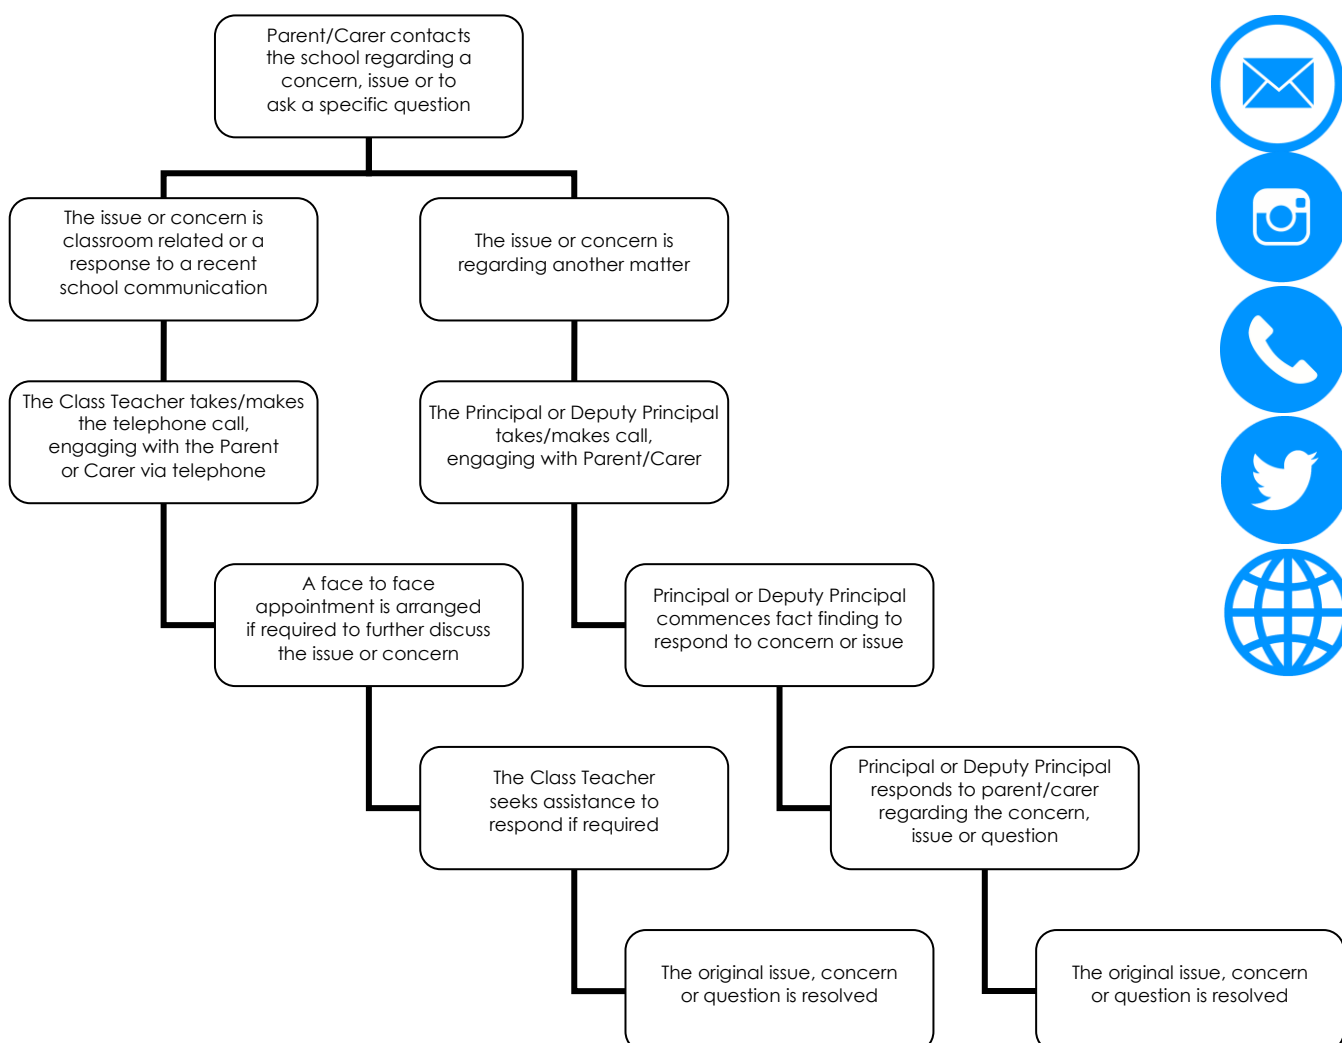 Parent/Carer contacts
the school regarding a
concern, issue or to
ask a specific question
The issue or concern is
classroom related or a
response to a recent
school communication
The issue or concern is
regarding another matter
The Class Teacher takes/makes
the telephone call,
engaging with the Parent
or Carer via telephone
The Principal or Deputy Principal
takes/makes call,
engaging with Parent/Carer
A face to face
appointment is arranged
if required to further discuss
the issue or concern
Principal or Deputy Principal
commences fact finding to
respond to concern or issue
The Class Teacher
seeks assistance to
respond if required
Principal or Deputy Principal
responds to parent/carer
regarding the concern,
issue or question
The original issue, concern
or question is resolved
The original issue, concern
or question is resolved